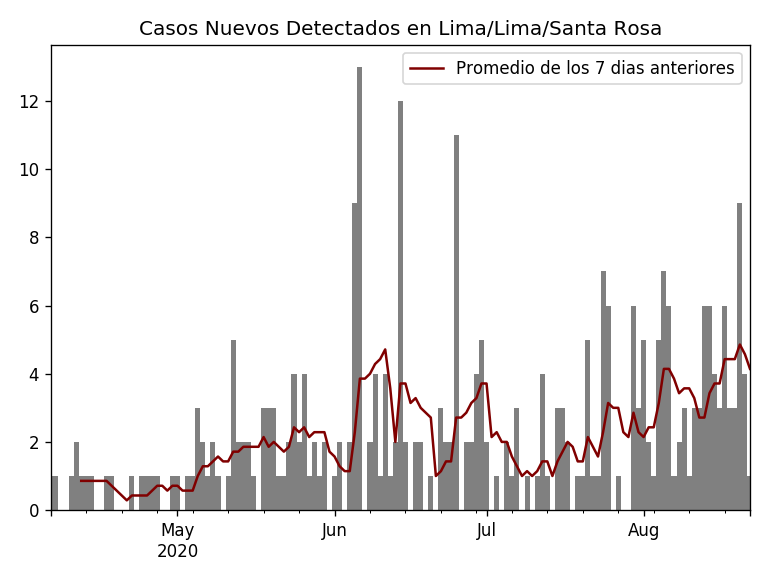 Casos Nuevos Detectados en Lima/Lima/Santa Rosa
Promedio de los 7 dias anteriores
12
10
8
6
4
2
0
May Jun Jul Aug
2020